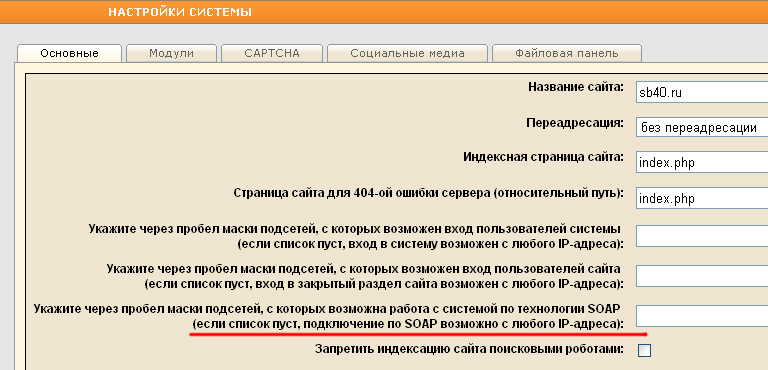 НАСТРОЙКИ СИСТЕМЫ
Основные Модули CAPTCHA Социальные медиа Файловая панель
Название сайта: sb40.ru
Переадресация: без переадресации
Индексная страница сайта: index.php
Страница сайта для 404-ой ошибки сервера (относительный путь): index.php
Укажите через пробел маски подсетей, с которых возможен вход пользователей системы
(если список пуст, вход в систему возможен с любого IP-адреса):
Укажите через пробел маски подсетей, с которых возможен вход пользователей сайта
(если список пуст, вход в закрытый раздел сайта возможен с любого IP-адреса):
Укажите через пробел маски подсетей, с которых возможна работа с системой по технологии SOAP
(если список пуст, подключение по SOAP возможно с любого IP-адреса):
Запретить индексацию сайта поисковыми роботами: